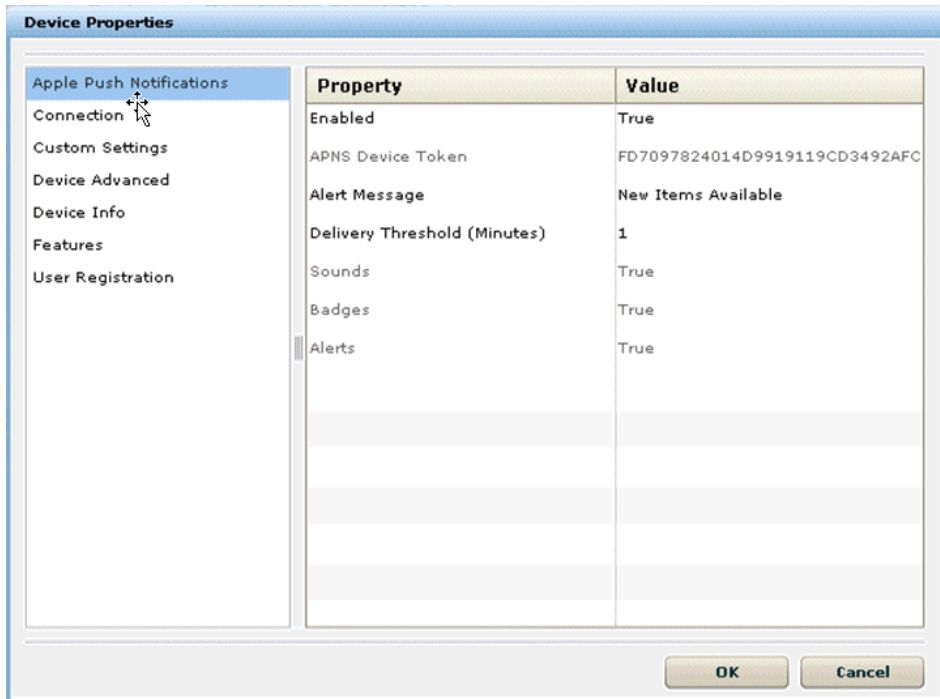 Device Properties
Apple Push Notifications
Connection
Custom Settings
Device Advanced
Device Info
Features
User Registration
Property Value
Enabled True
APNS Device Token FD7097824014D9919119CD3492AFC
Alert Message New Items Available
Delivery Threshold (Minutes) 1
Sounds True
Badges True
Alerts True
OK Cancel